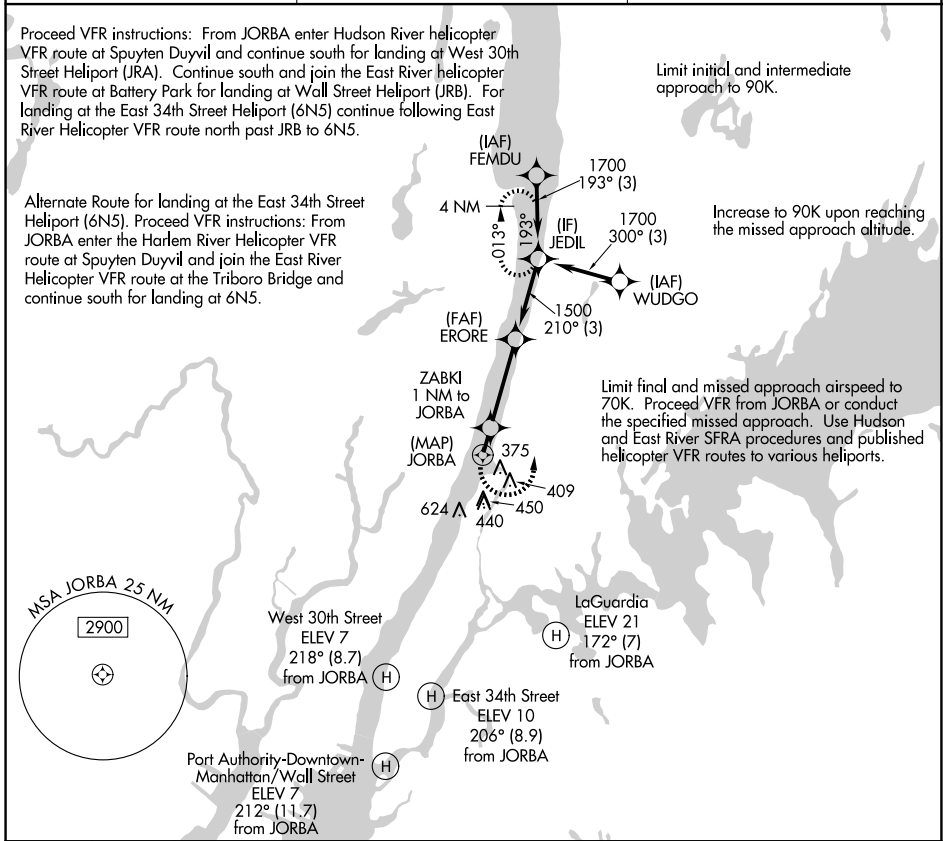 Proceed VFR instructions: From JORBA enter Hudson River helicopter
VFR route at Spuyten Duyvil and continue south for landing at West 30th
Street Heliport (JRA). Continue south and join the East River helicopter
VFR route at Battery Park for landing at Wall Street Heliport (JRB). For
landing at the East 34th Street Heliport (6N5) continue following East
River Helicopter VFR route north past JRB to 6N5.
Limit initial and intermediate
approach to 90K.
Alternate Route for landing at the East 34th Street
Heliport (6N5). Proceed VFR instructions: From
JORBA enter the Harlem River Helicopter VFR
route at Spuyten Duyvil and join the East River
Helicopter VFR route at the Triboro Bridge and
continue south for landing at 6N5.
(IAF)
FEMDU
1700
193° (3)
4 NM
013°
193°
(IF)
JEDIL
1700
300° (3)
Increase to 90K upon reaching
the missed approach altitude.
(IAF)
WUDGO
1500
210° (3)
(FAF)
ERORE
ZABKI
1 NM to
JORBA
(MAP)
JORBA
Limit final and missed approach airspeed to
70K. Proceed VFR from JORBA or conduct
the specified missed approach. Use Hudson
and East River SFRA procedures and published
helicopter VFR routes to various heliports.
375
409
450
624
440
MSA JORBA 25 NM
2900
West 30th Street
ELEV 7
218° (8.7)
from JORBA
H
LaGuardia
ELEV 21
172° (7)
from JORBA
H
H
East 34th Street
ELEV 10
206° (8.9)
from JORBA
Port Authority-Downtown-
Manhattan/Wall Street
ELEV 7
212° (11.7)
from JORBA
H